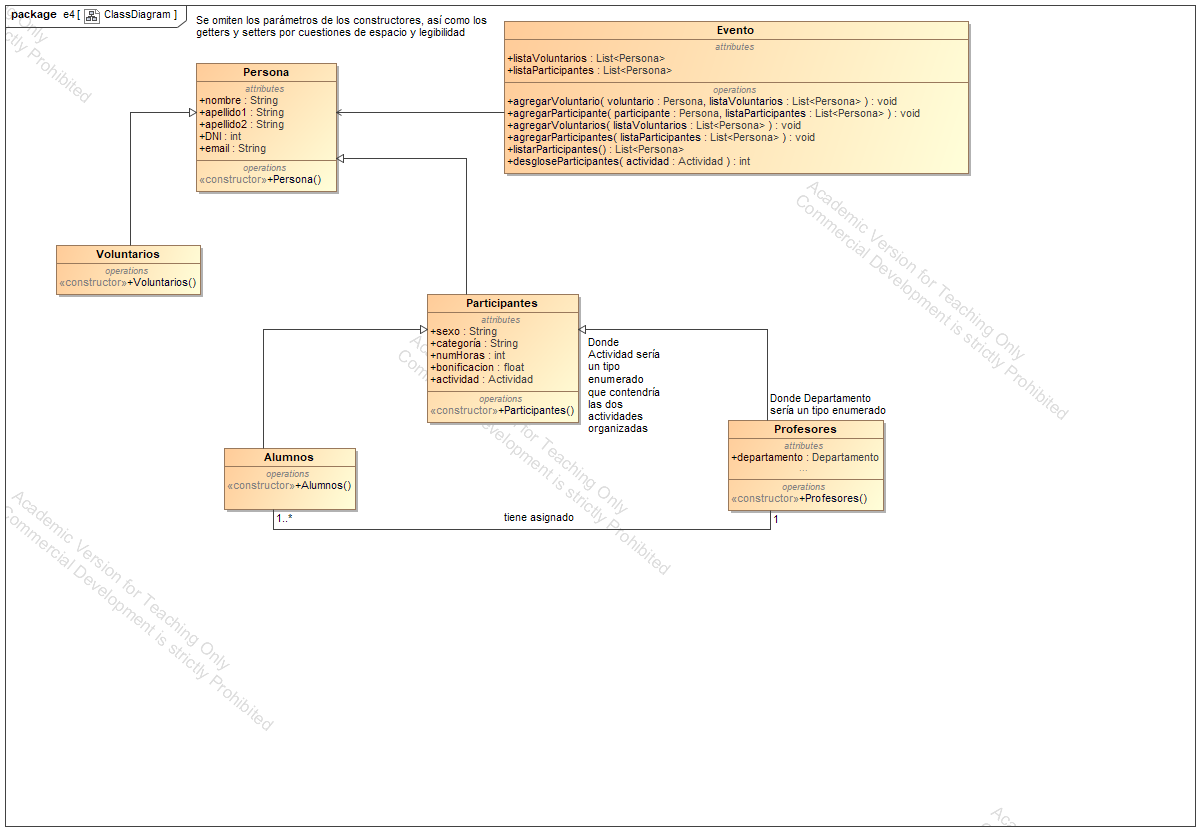 package e4 [ ClassDiagram ]
Se omiten los parámetros de los constructores, así como los
getters y setters por cuestiones de espacio y legibilidad
Evento
attributes
+listaVoluntarios : List<Persona>
+listaParticipantes : List<Persona>
operations
+agregarVoluntario( voluntario : Persona, listaVoluntarios : List<Persona> ) : void
+agregarParticipante( participante : Persona, listaParticipantes : List<Persona> ) : void
+agregarVoluntarios( listaVoluntarios : List<Persona> ) : void
+agregarParticipantes( listaParticipantes : List<Persona> ) : void
+listarParticipantes() : List<Persona>
+desgloseParticipantes( actividad : Actividad ) : int
Persona
attributes
+nombre : String
+apellido1 : String
+apellido2 : String
+DNI : int
+email : String
operations
«constructor»+Persona()
Voluntarios
operations
«constructor»+Voluntarios()
Participantes
attributes
+sexo : String
+categoría : String
+numHoras : int
+bonificacion : float
+actividad : Actividad
operations
«constructor»+Participantes()
Donde
Actividad sería
un tipo
enumerado
que contendría
las dos
actividades
organizadas
Donde Departamento
sería un tipo enumerado
Profesores
attributes
+departamento : Departamento
...
operations
«constructor»+Profesores()
Alumnos
operations
«constructor»+Alumnos()
1..*
tiene asignado
1
Only
ctly Prohibited
Academic Version for Teaching Only
Commercial Development is strictly Prohibited
A
Co
for Teaching Only
evelopment is strictly Prohibited
Academic Version for Teaching Only
Commercial Development is strictly Prohibited
Aca